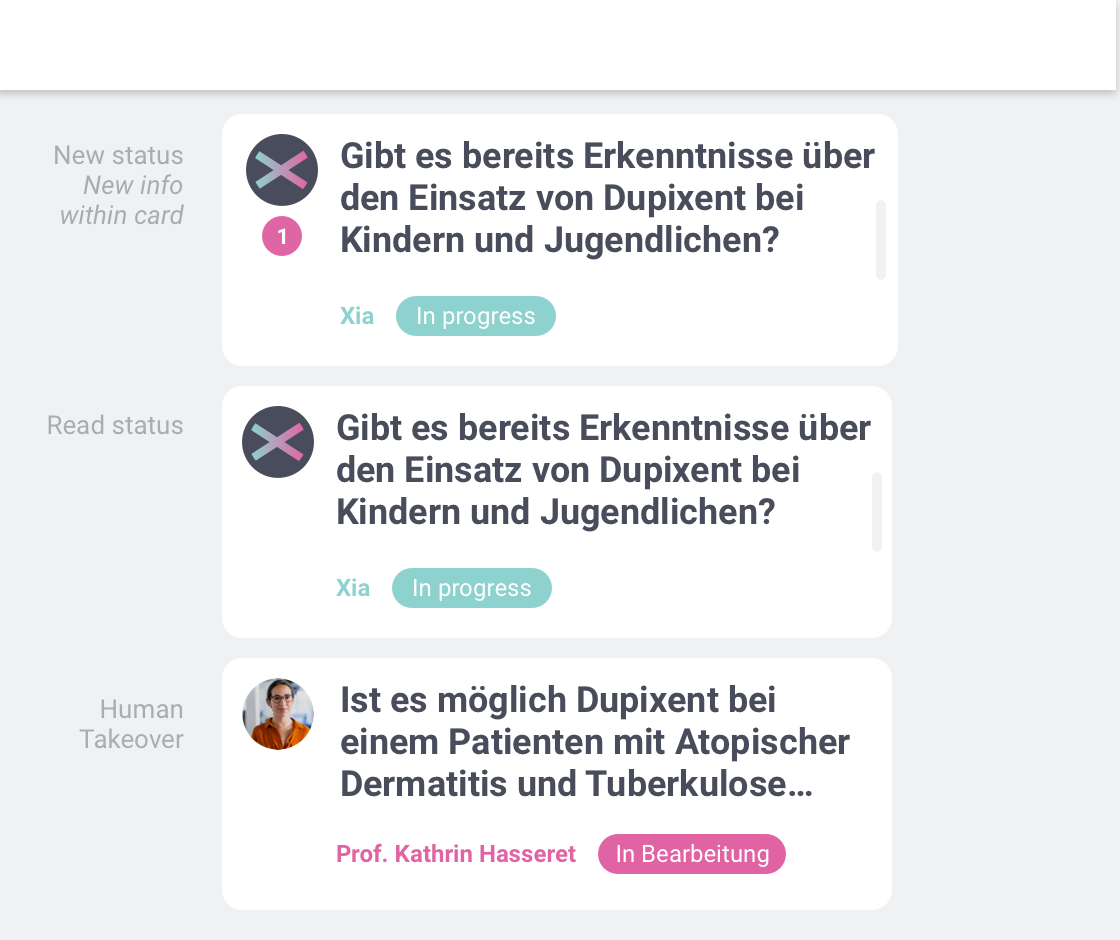 New status
New info
within card
Gibt es bereits Erkenntnisse über
den Einsatz von Dupixent bei
Kindern und Jugendlichen?
1
Xia In progress
Read status
Gibt es bereits Erkenntnisse über
den Einsatz von Dupixent bei
Kindern und Jugendlichen?
Xia In progress
Human
Takeover
Ist es möglich Dupixent bei
einem Patienten mit Atopischer
Dermatitis und Tuberkulose…
Prof. Kathrin Hasseret In Bearbeitung